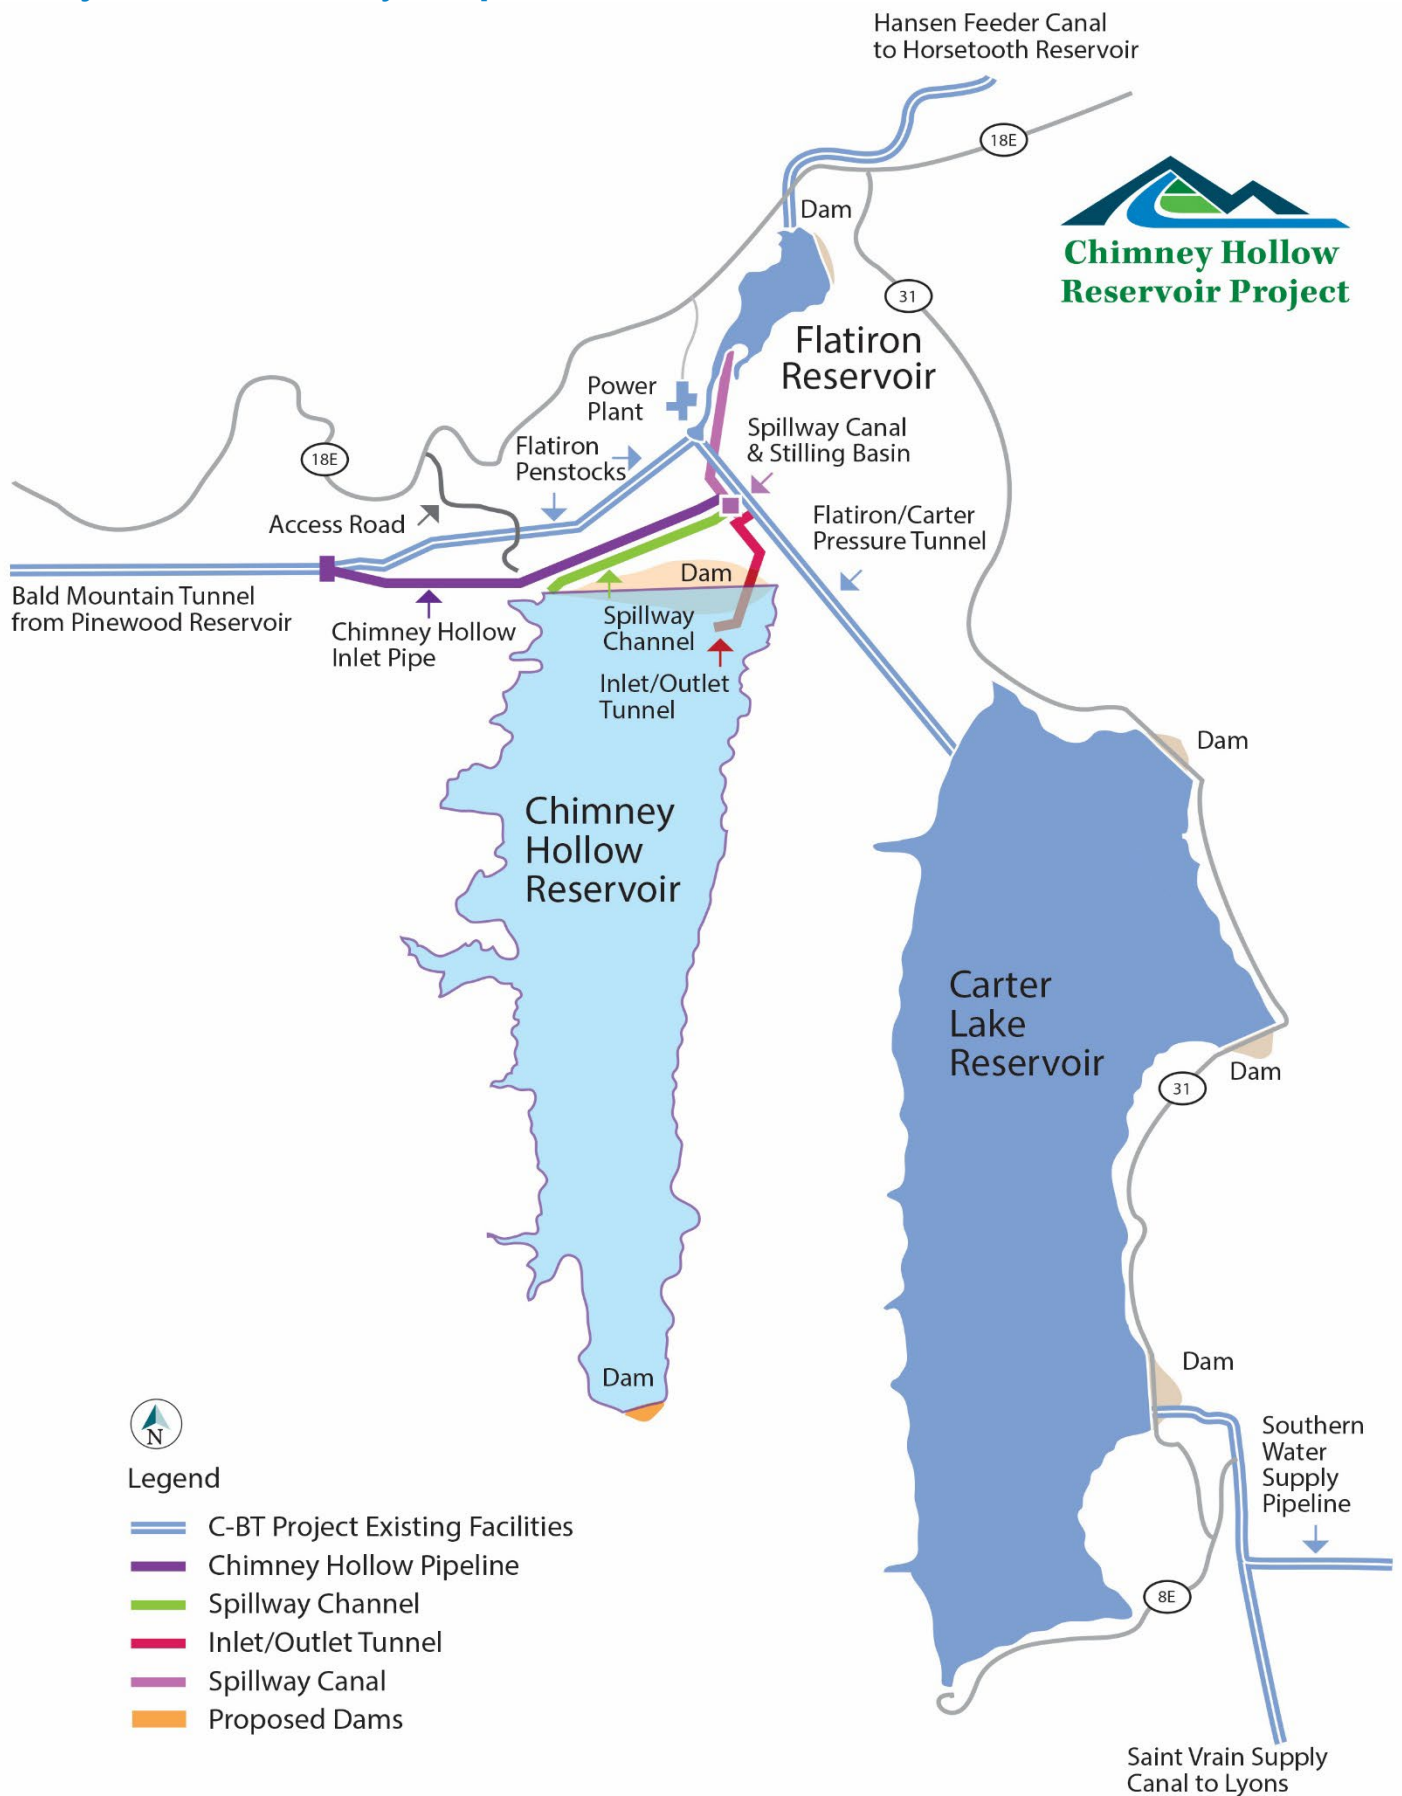 Hansen Feeder Canal
to Horsetooth Reservoir
18E
Dam
Chimney Hollow
Reservoir Project
31
Flatiron
Reservoir
Power
Plant
Spillway Canal
& Stilling Basin
Flatiron
Penstocks
18E
Access Road
Flatiron/Carter
Pressure Tunnel
Dam
Bald Mountain Tunnel
from Pinewood Reservoir
Chimney Hollow
Inlet Pipe
Spillway
Channel
Inlet/Outlet
Tunnel
Dam
Chimney
Hollow
Reservoir
Carter
Lake
Reservoir
Dam
31
Dam
Dam
Southern
Water
Supply
Pipeline
8E
Saint Vrain Supply
Canal to Lyons
N
Legend
C-BT Project Existing Facilities
Chimney Hollow Pipeline
Spillway Channel
Inlet/Outlet Tunnel
Spillway Canal
Proposed Dams